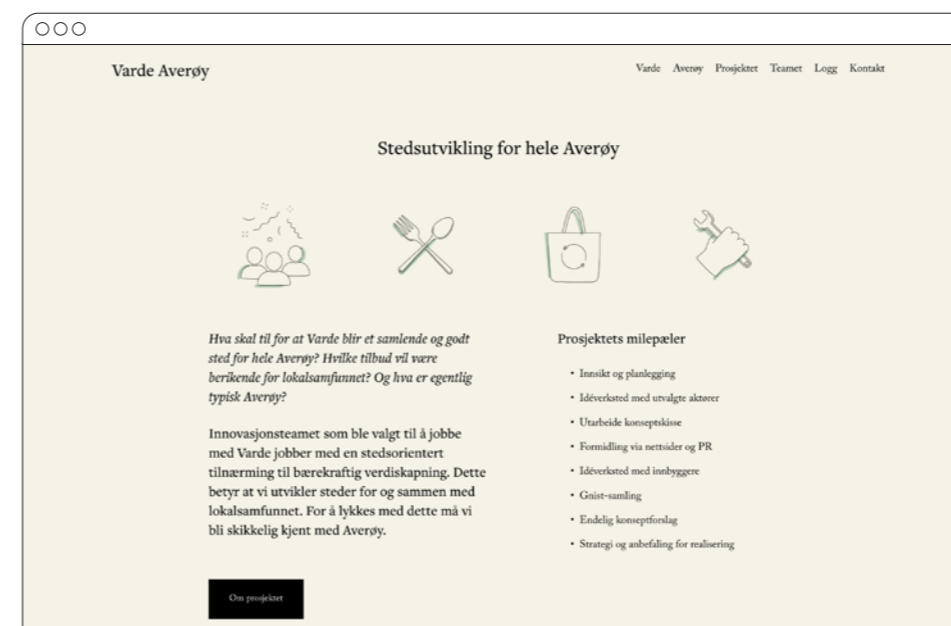 Varde Averøy
Varde Averøy Prosjektet Teamet Logg Kontakt
Stedsutvikling for hele Averøy
Hva skal til for at Varde blir et samlende og godt
sted for hele Averøy? Hvilke tilbud vil være
berikende for lokalsamfunnet? Og hva er egentlig
typisk Averøy?
Innovasjonsteamet som ble valgt til å jobbe
med Varde jobber med en stedsorientert
tilnærming til bærekraftig verdiskapning. Dette
betyr at vi utvikler steder for og sammen med
lokalsamfunnet. For å lykkes med dette må vi
bli skikkelig kjent med Averøy.
Om prosjektet
Prosjektets milepæler
• Innsikt og planlegging
• Idéverksted med utvalgte aktører
• Utarbeide konseptskisse
• Formidling via nettsider og PR
• Idéverksted med innbyggere
• Gnist-samling
• Endelig konseptforslag
• Strategi og anbefaling for realisering